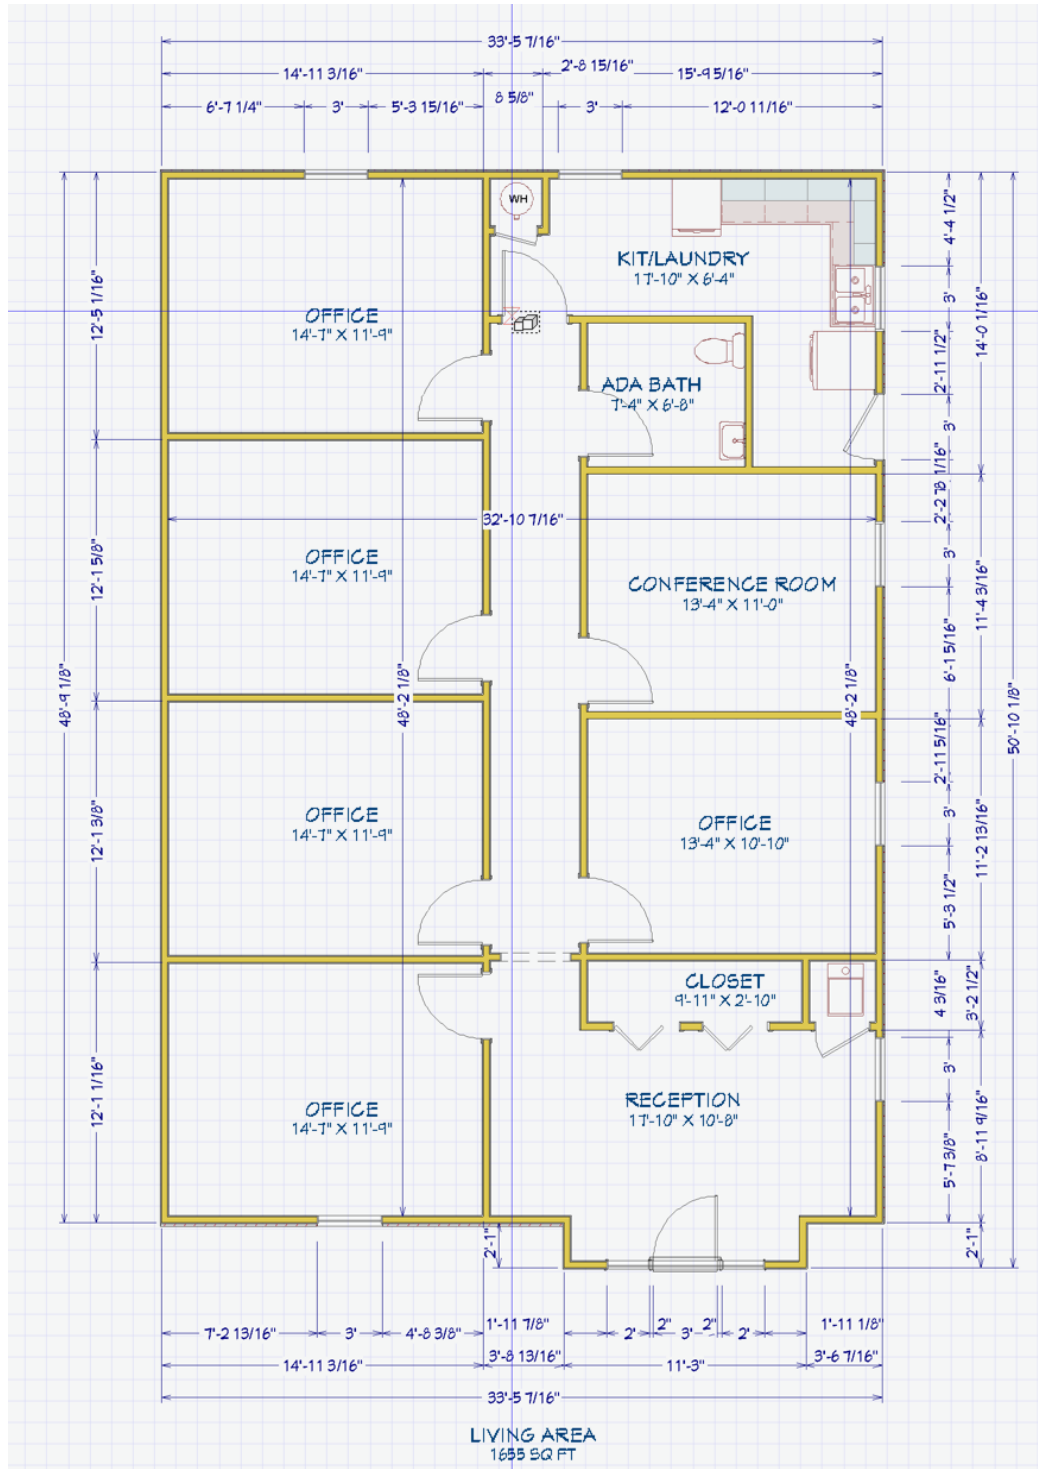 33'-5 7/16"
14'-11 3/16"
2'-8 15/16"
15'-9 5/16"
6'-7 1/4"
3'
5'-3 15/16"
8 5/8"
3'
12'-0 11/16"
WH
KIT/LAUNDRY
17'-10" X 6'-4"
4'-4 1/2"
3'
2'-11 1/2"
3'
14'-0 1/16"
12'-5 1/16"
OFFICE
14'-7" X 11'-9"
ADA BATH
7'-4" X 6'-8"
32'-10 7/16"
OFFICE
14'-7" X 11'-9"
12'-1 5/8"
CONFERENCE ROOM
13'-4" X 11'-0"
3'
6'-1 5/16"
11'-4 3/16"
48'-9 1/8"
48'-2 1/8"
48'-2 1/8"
50'-10 1/8"
2'-11 5/16"
3'
5'-3 1/2"
11'-2 13/16"
12'-1 3/8"
OFFICE
14'-7" X 11'-9"
OFFICE
13'-4" X 10'-10"
CLOSET
9'-11" X 2'-10"
4 3/16"
3'-2 1/2"
12'-1 1/16"
OFFICE
14'-7" X 11'-9"
RECEPTION
17'-10" X 10'-8"
3'
5'-7 3/8"
8'-11 9/16"
2'-1"
2'-1"
7'-2 13/16"
3'
4'-8 3/8"
1'-11 7/8"
2'
2"
3'
2"
2'
1'-11 1/8"
14'-11 3/16"
3'-8 13/16"
11'-3"
3'-6 7/16"
33'-5 7/16"
LIVING AREA
1655 SQ FT